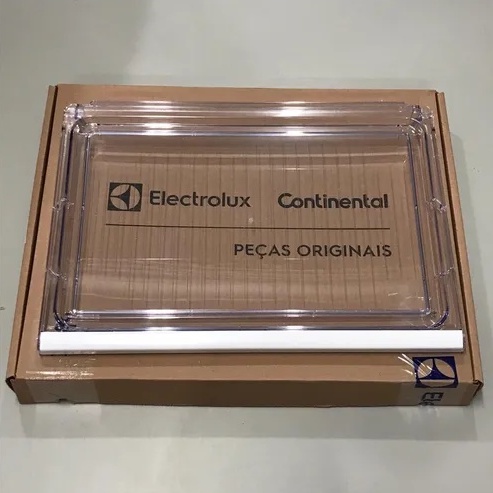 Electrolux Continental
PEÇAS ORIGINAIS